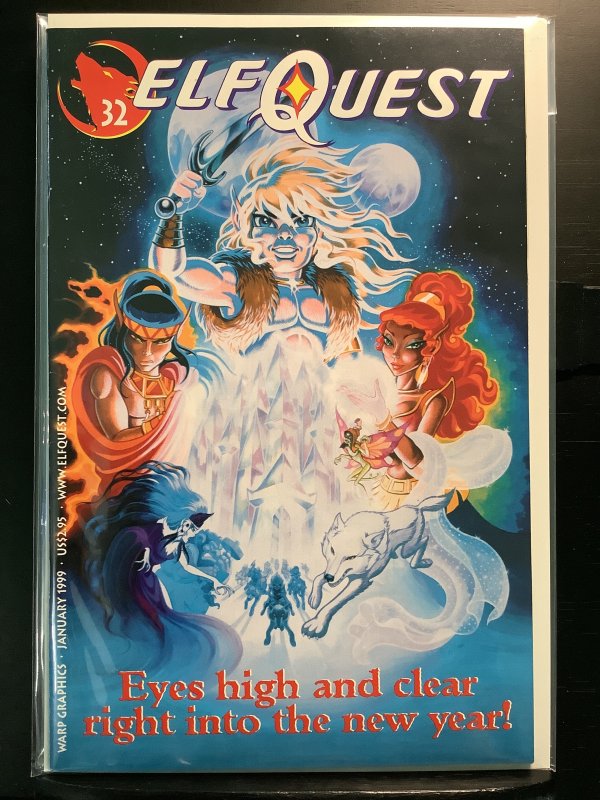 32
ELFQUEST
WARP GRAPHICS • JANUARY 1999 • US$2.95 • WWW.ELFQUEST.COM
Eyes high and clear
right into the new year!